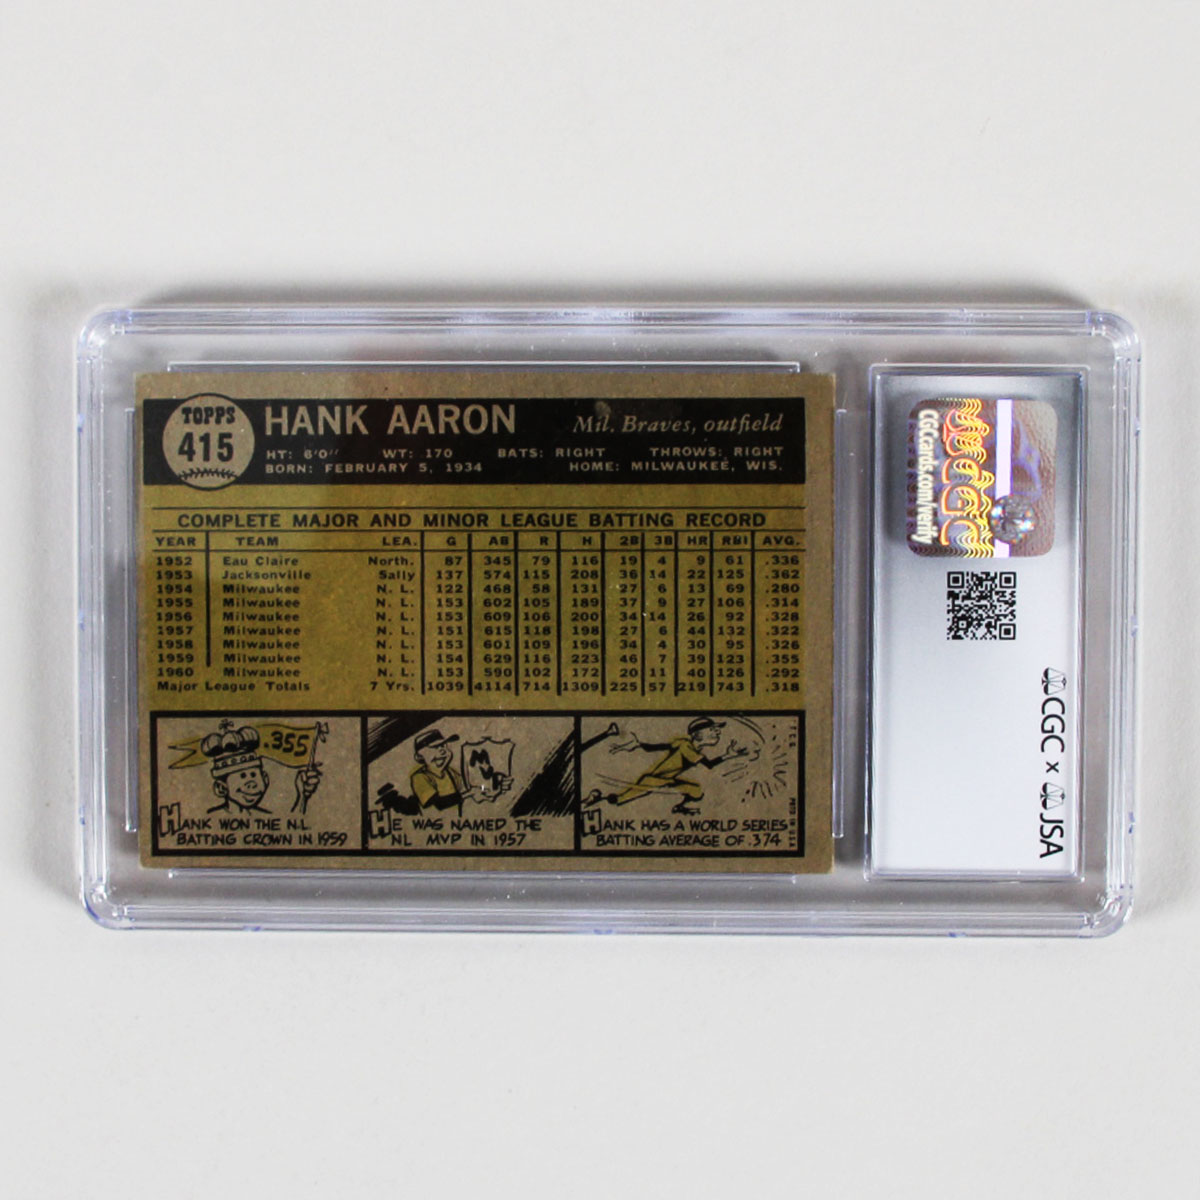 TOPPS
415
HANK AARON
Mil. Braves, outfield
HT: 6'0" WT: 170 BATS: RIGHT THROWS: RIGHT
BORN: FEBRUARY 5, 1934 HOME: MILWAUKEE, WIS.
COMPLETE MAJOR AND MINOR LEAGUE BATTING RECORD
YEAR TEAM LEA. G AB R H 2B 3B HR RBI AVG.
1952 Eau Claire North. 87 345 79 116 19 4 9 61 .336
1953 Jacksonville Sally 137 574 115 208 36 14 22 125 .362
1954 Milwaukee N. L. 122 468 58 131 27 6 13 69 .280
1955 Milwaukee N. L. 153 602 105 189 37 9 27 106 .314
1956 Milwaukee N. L. 153 609 106 200 34 14 26 92 .328
1957 Milwaukee N. L. 151 615 118 198 27 6 44 132 .322
1958 Milwaukee N. L. 153 601 109 196 34 4 30 95 .326
1959 Milwaukee N. L. 154 629 116 223 46 7 39 123 .355
1960 Milwaukee N. L. 153 590 102 172 20 11 40 126 .292
Major League Totals 7 Yrs. 1039 4114 714 1309 225 57 219 743 .318
.355
HANK WON THE N.L.
BATTING CROWN IN 1959
MVP
HE WAS NAMED THE
NL MVP IN 1957
HANK HAS A WORLD SERIES
BATTING AVERAGE OF .374
T.C.G. PRTD. IN U.S.A.
CGCcards.com/verify
CGC x JSA